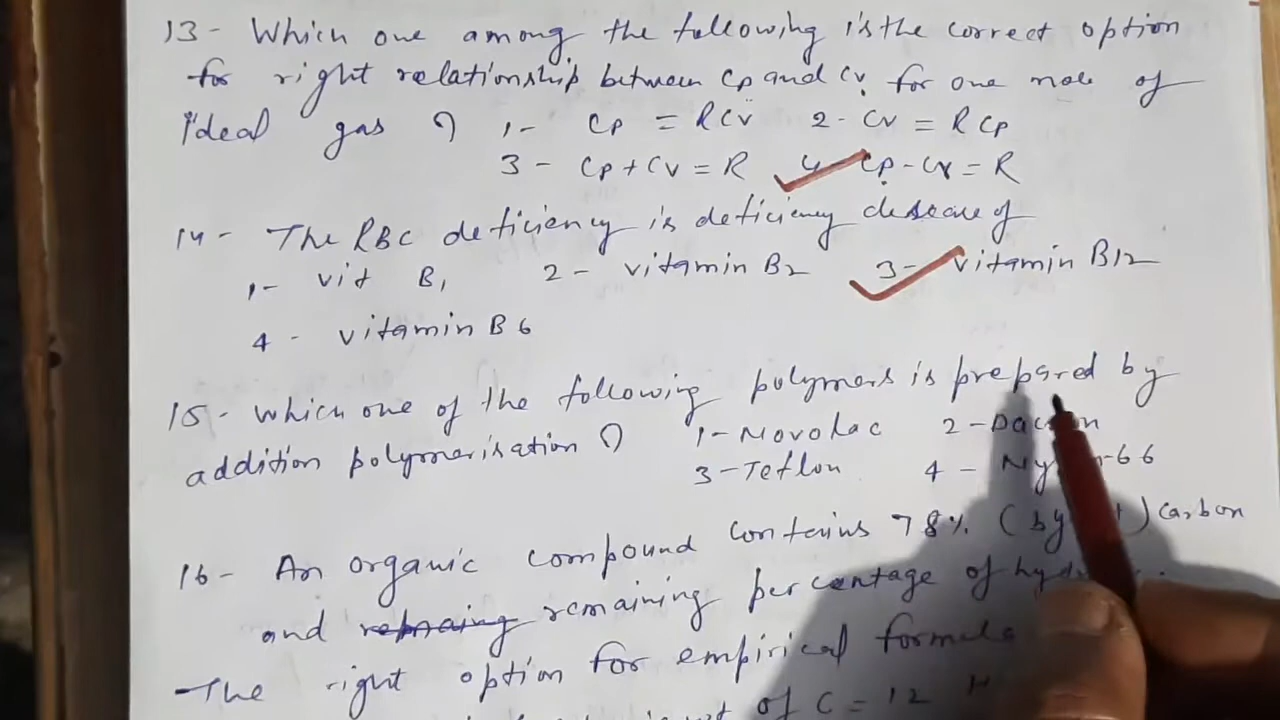 13- Which one among the following is the correct option
for right relationship between Cp and Cv for one mole of
ideal gas ? 1- Cp = RCv 2- Cv = RCp
3- Cp + Cv = R 4- Cp - Cv = R
14- The RBC deficiency is deficiency disease of
1- vit B1 2- vitamin B2 3- vitamin B12
4- vitamin B6
15- which one of the following polymers is prepared by
addition polymerisation ? 1- Novolac 2-
3- Teflon 4-
16- An organic compound contains 78% carbon
and remaining percentage of
The right option for empirical formula
of C = 12 H